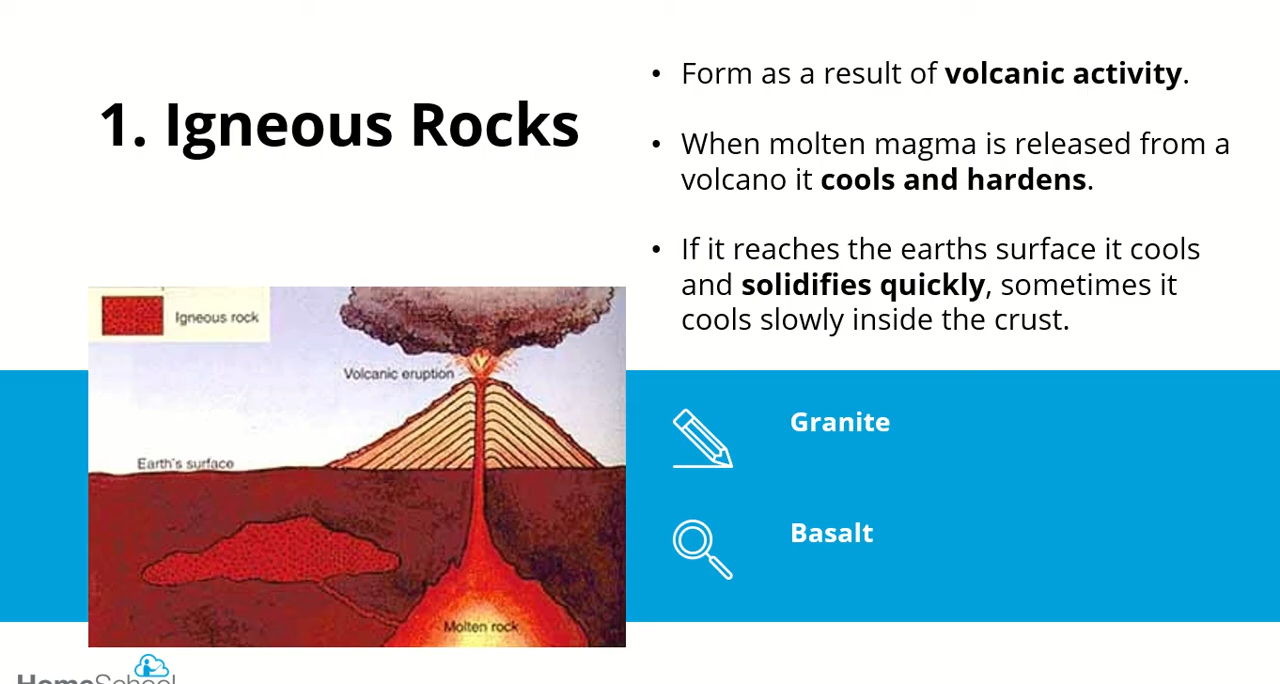 1. Igneous Rocks
• Form as a result of volcanic activity.
• When molten magma is released from a
volcano it cools and hardens.
• If it reaches the earths surface it cools
and solidifies quickly, sometimes it
cools slowly inside the crust.
Igneous rock
Volcanic eruption
Earth's surface
Molten rock
Granite
Basalt
HomeSchool